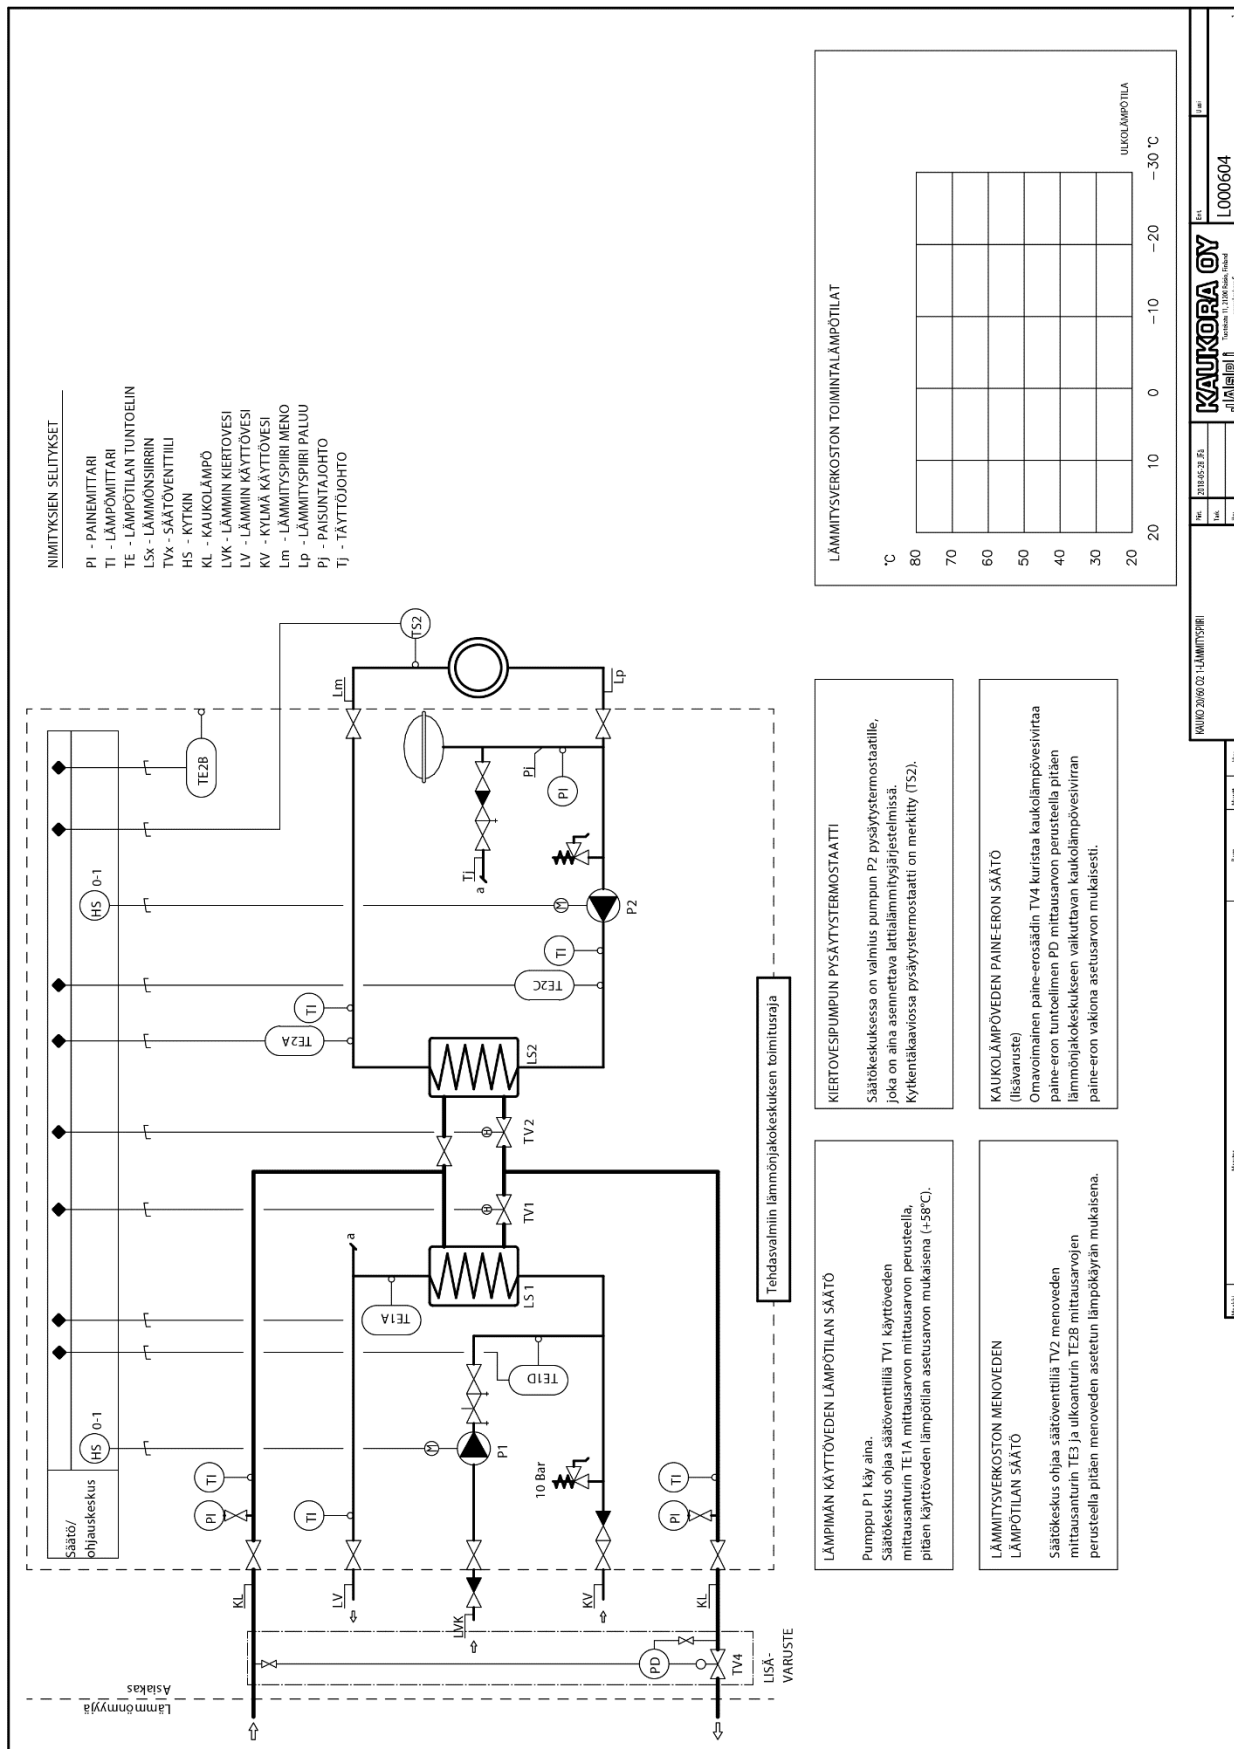 NIMITYKSIEN SELITYKSET
PI - PAINEMITTARI
TI - LÄMPÖMITTARI
TE - LÄMPÖTILAN TUNTOELIN
LSx - LÄMMÖNSIIRRIN
TVx - SÄÄTÖVENTTIILI
HS - KYTKIN
KL - KAUKOLÄMPÖ
LVK - LÄMMIN KIERTOVESI
LV - LÄMMIN KÄYTTÖVESI
KV - KYLMÄ KÄYTTÖVESI
Lm - LÄMMITYSPIIRI MENO
Lp - LÄMMITYSPIIRI PALUU
Pj - PAISUNTAJOHTO
Tj - TÄYTTÖJOHTO
Säätö/
ohjauskeskus
HS 0-1
HS 0-1
TE2B
TS2
Lm
Lp
Pj
PI
Tj
a
M
P2
TI
TE2C
TI
TE2A
LS2
TV2
TV1
LS1
a
TE1A
TE1D
M
P1
10 Bar
TI
PI
TI
TI
PI
KL
LV
LVK
KV
KL
PD
TV4
LISÄ-
VARUSTE
Asiakas
Lämmönmyyjä
Tehdasvalmiin lämmönjakokeskuksen toimitusraja
LÄMPIMÄN KÄYTTÖVEDEN LÄMPÖTILAN SÄÄTÖ
Pumppu P1 käy aina.
Säätökeskus ohjaa säätöventtiiliä TV1 käyttöveden
mittausanturin TE1A mittausarvon mittausarvon perusteella,
pitäen käyttöveden lämpötilan asetusarvon mukaisena (+58°C).
KIERTOVESIPUMPUN PYSÄYTYSTERMOSTAATTI
Säätökeskuksessa on valmius pumpun P2 pysäytystermostaatille,
joka on aina asennettava lattialämmitysjärjestelmissä.
Kytkentäkaaviossa pysäytystermostaatti on merkitty (TS2).
LÄMMITYSVERKOSTON MENOVEDEN
LÄMPÖTILAN SÄÄTÖ
Säätökeskus ohjaa säätöventtiiliä TV2 menoveden
mittausanturin TE3 ja ulkoanturin TE2B mittausarvojen
perusteella pitäen menoveden asetetun lämpökäyrän mukaisena.
KAUKOLÄMPÖVEDEN PAINE-ERON SÄÄTÖ
(lisävaruste)
Omavoimainen paine-erosäädin TV4 kuristaa kaukolämpövesivirtaa
paine-eron tuntoelimen PD mittausarvon perusteella pitäen
lämmönjakokeskukseen vaikuttavan kaukolämpövesivirran
paine-eron vakiona asetusarvon mukaisesti.
LÄMMITYSVERKOSTON TOIMINTALÄMPÖTILAT
°C
80
70
60
50
40
30
20
20 10 0 -10 -20 -30 °C
ULKOLÄMPÖTILA
KAUKO 20/60 O2 1-LÄMMITYSPIIRI
2018-05-28
KAUKORA OY
L000604